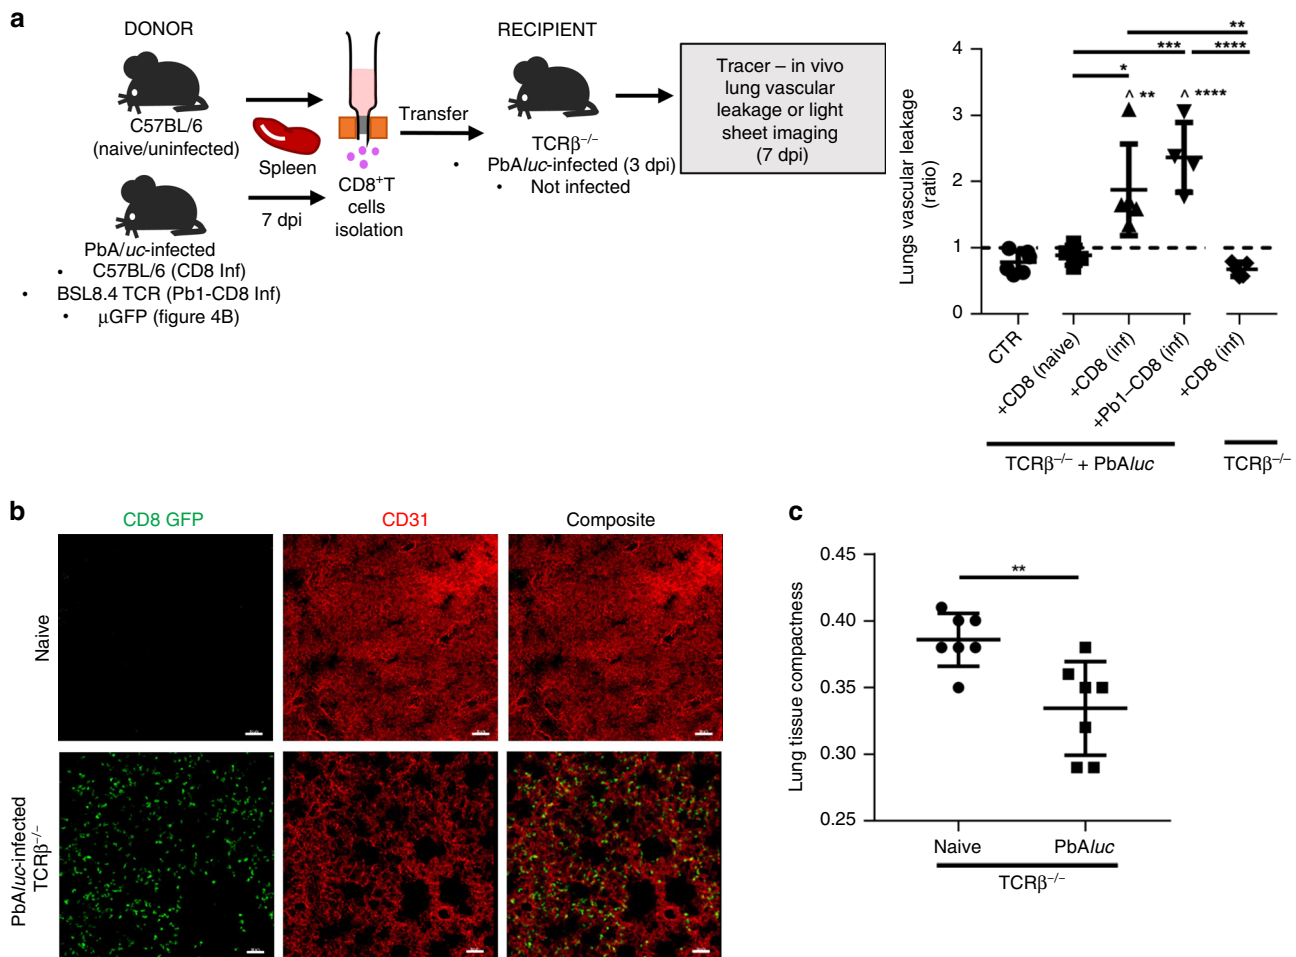 a
DONOR
C57BL/6
(naive/uninfected)
Spleen
7 dpi
PbA/uc-infected
• C57BL/6 (CD8 Inf)
• BSL8.4 TCR (Pb1-CD8 Inf)
• μGFP (figure 4B)
CD8⁺T
cells
isolation
Transfer
RECIPIENT
TCRβ⁻/⁻
• PbAluc-infected (3 dpi)
• Not infected
Tracer – in vivo
lung vascular
leakage or light
sheet imaging
(7 dpi)
Lungs vascular leakage
(ratio)
4
3
2
1
0
**
*** ****
*
^ **
^ ****
CTR
+CD8 (naive)
+CD8 (inf)
+Pb1–CD8 (inf)
+CD8 (inf)
TCRβ⁻/⁻ + PbAluc
TCRβ⁻/⁻
b
CD8 GFP
CD31
Composite
Naive
PbAluc-infected
TCRβ⁻/⁻
c
Lung tissue compactness
0.45
0.40
0.35
0.30
0.25
**
Naive
PbAluc
TCRβ⁻/⁻